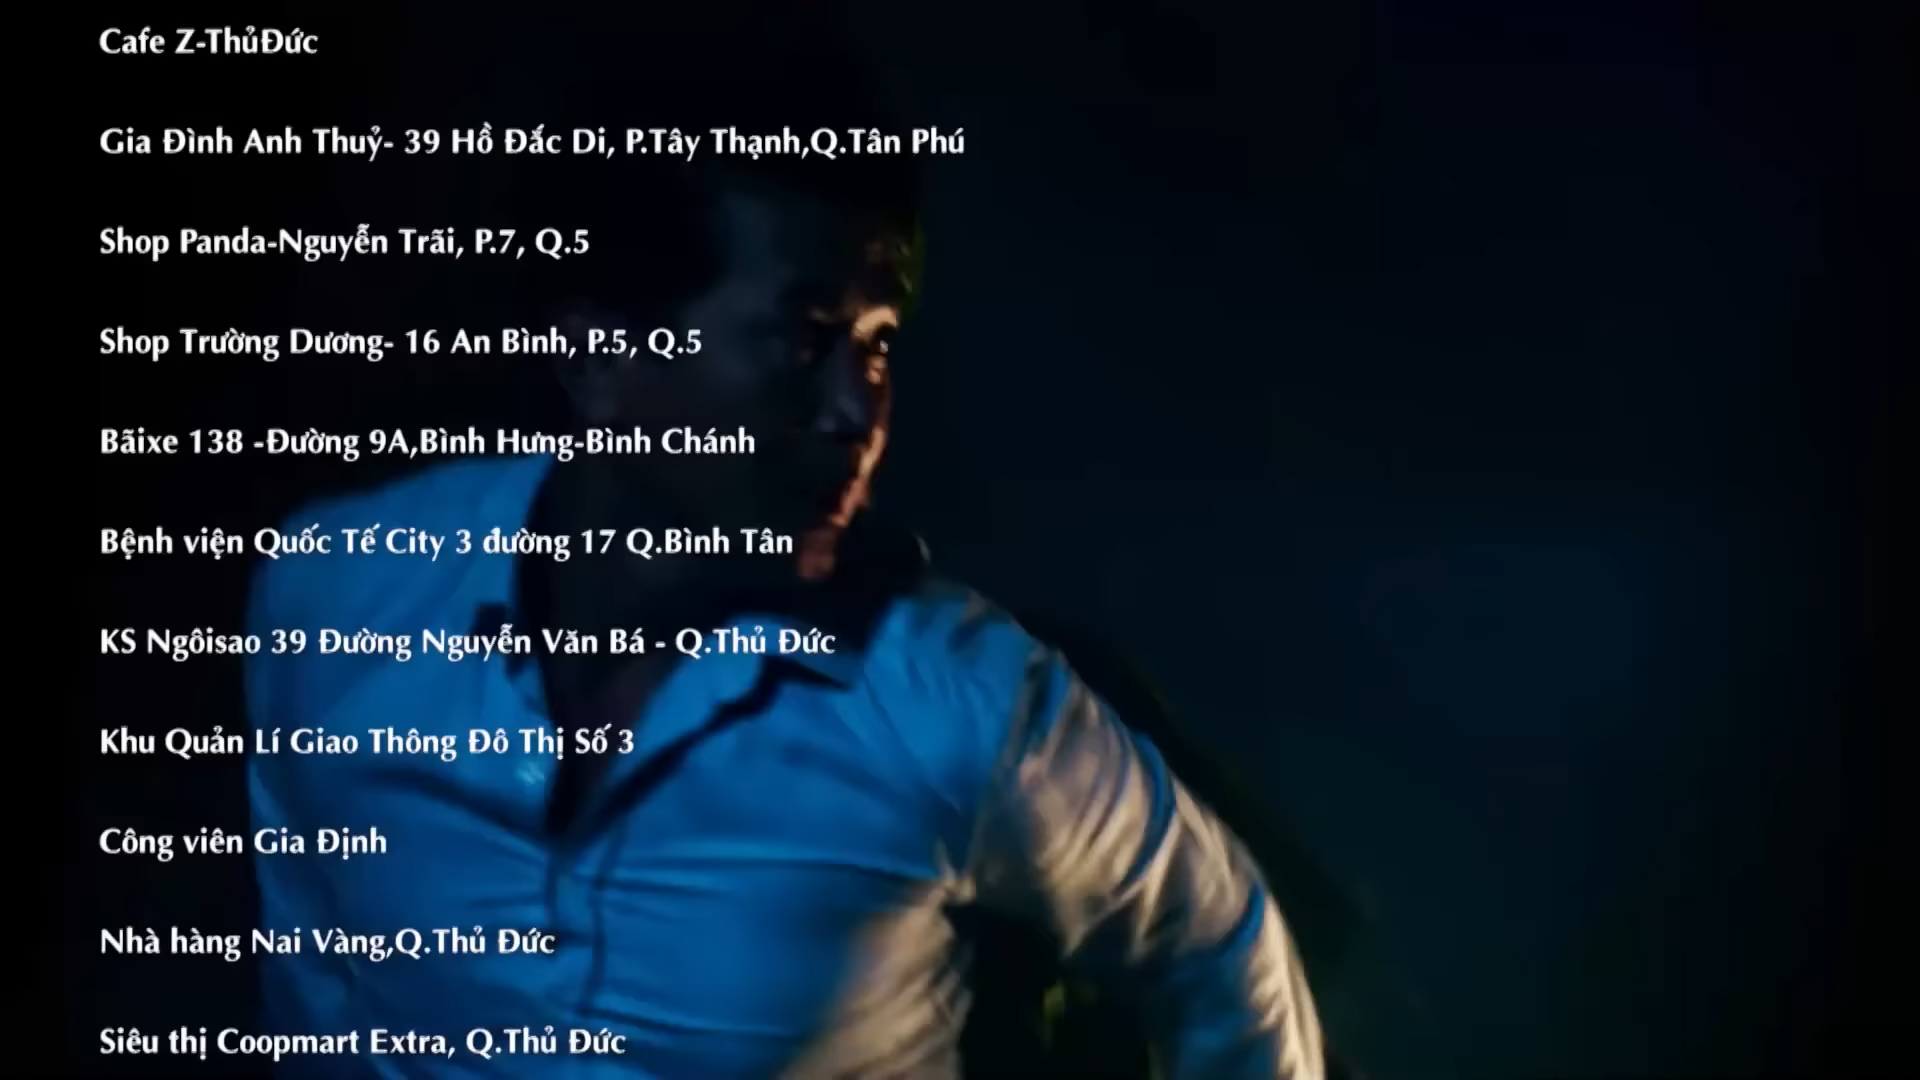 Cafe Z-ThủĐức
Gia Đình Anh Thuỷ- 39 Hồ Đắc Di, P.Tây Thạnh,Q.Tân Phú
Shop Panda-Nguyễn Trãi, P.7, Q.5
Shop Trường Dương- 16 An Bình, P.5, Q.5
Bãixe 138 -Đường 9A,Bình Hưng-Bình Chánh
Bệnh viện Quốc Tế City 3 đường 17 Q.Bình Tân
KS Ngôisao 39 Đường Nguyễn Văn Bá - Q.Thủ Đức
Khu Quản Lí Giao Thông Đô Thị Số 3
Công viên Gia Định
Nhà hàng Nai Vàng,Q.Thủ Đức
Siêu thị Coopmart Extra, Q.Thủ Đức